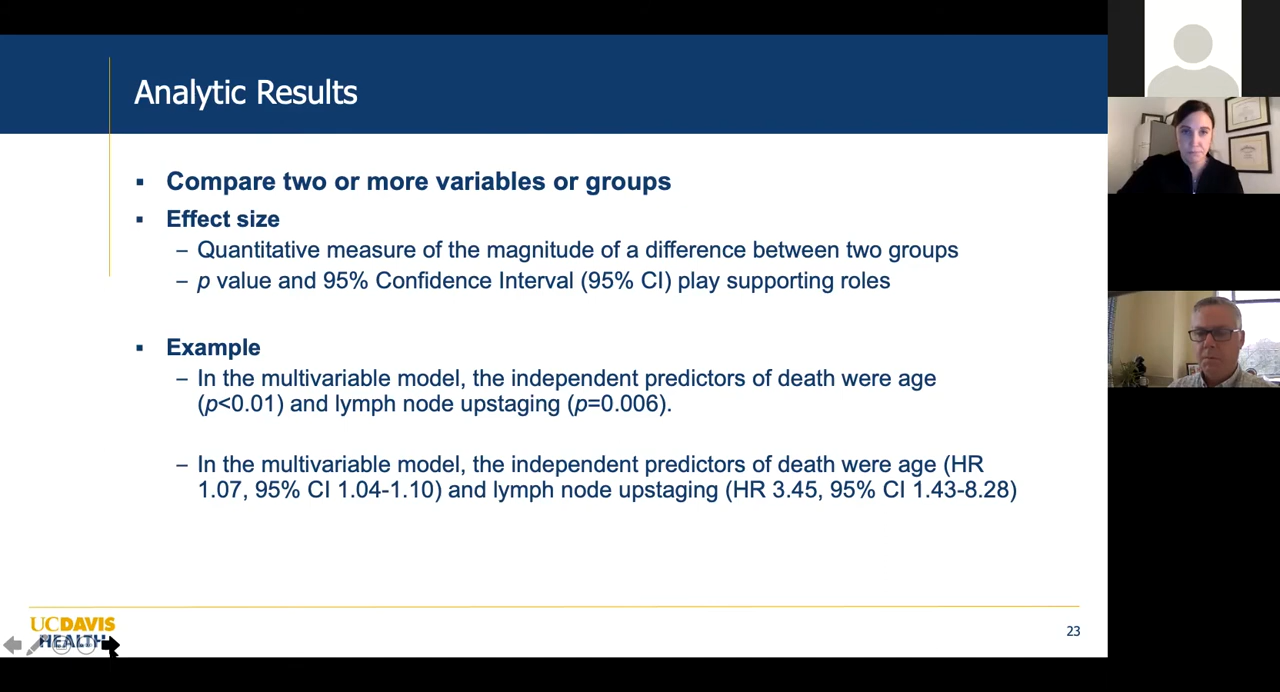 Analytic Results
▪ Compare two or more variables or groups
▪ Effect size
– Quantitative measure of the magnitude of a difference between two groups
– p value and 95% Confidence Interval (95% CI) play supporting roles
▪ Example
– In the multivariable model, the independent predictors of death were age
(p<0.01) and lymph node upstaging (p=0.006).
– In the multivariable model, the independent predictors of death were age (HR
1.07, 95% CI 1.04-1.10) and lymph node upstaging (HR 3.45, 95% CI 1.43-8.28)
UCDAVIS
HEALTH
23